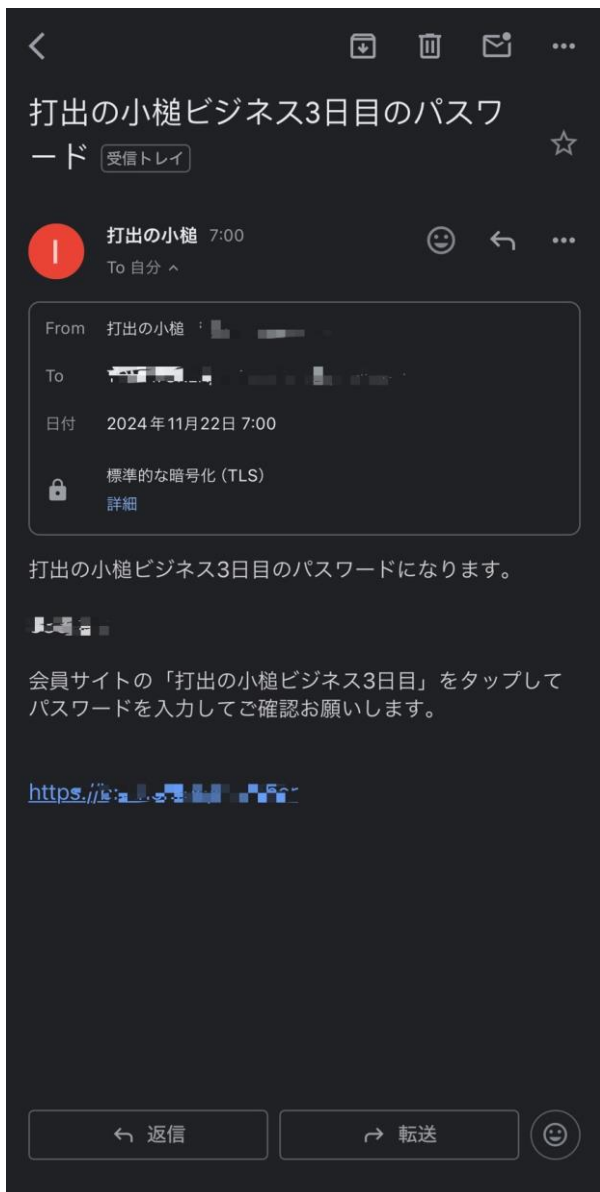 打出の小槌ビジネス3日目のパスワ
ード 受信トレイ
打出の小槌 7:00
To 自分
I
From 打出の小槌
To
日付 2024年11月22日 7:00
標準的な暗号化 (TLS)
詳細
打出の小槌ビジネス3日目のパスワードになります。
会員サイトの「打出の小槌ビジネス3日目」をタップして
パスワードを入力してご確認お願いします。
https://
返信 転送